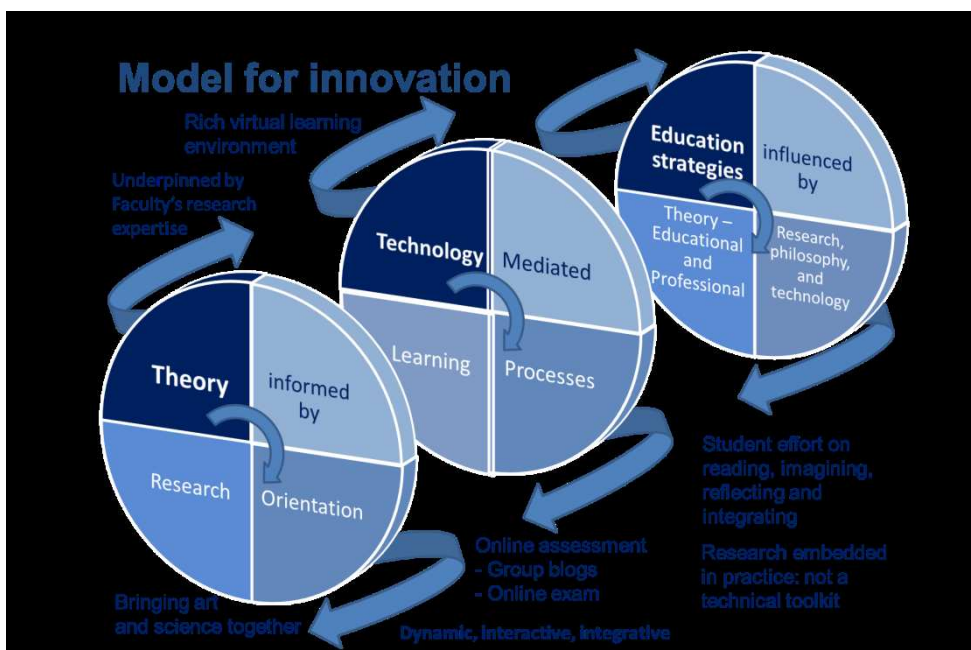 Model for innovation
Rich virtual learning
environment
Underpinned by
Faculty's research
expertise
Theory
informed
by
Research
Orientation
Bringing art
and science together
Technology
Mediated
Learning
Processes
Online assessment
- Group blogs
- Online exam
Dynamic, interactive, integrative
Education
strategies
influenced
by
Theory –
Educational
and
Professional
Research,
philosophy,
and
technology
Student effort on
reading, imagining,
reflecting and
integrating
Research embedded
in practice: not a
technical toolkit